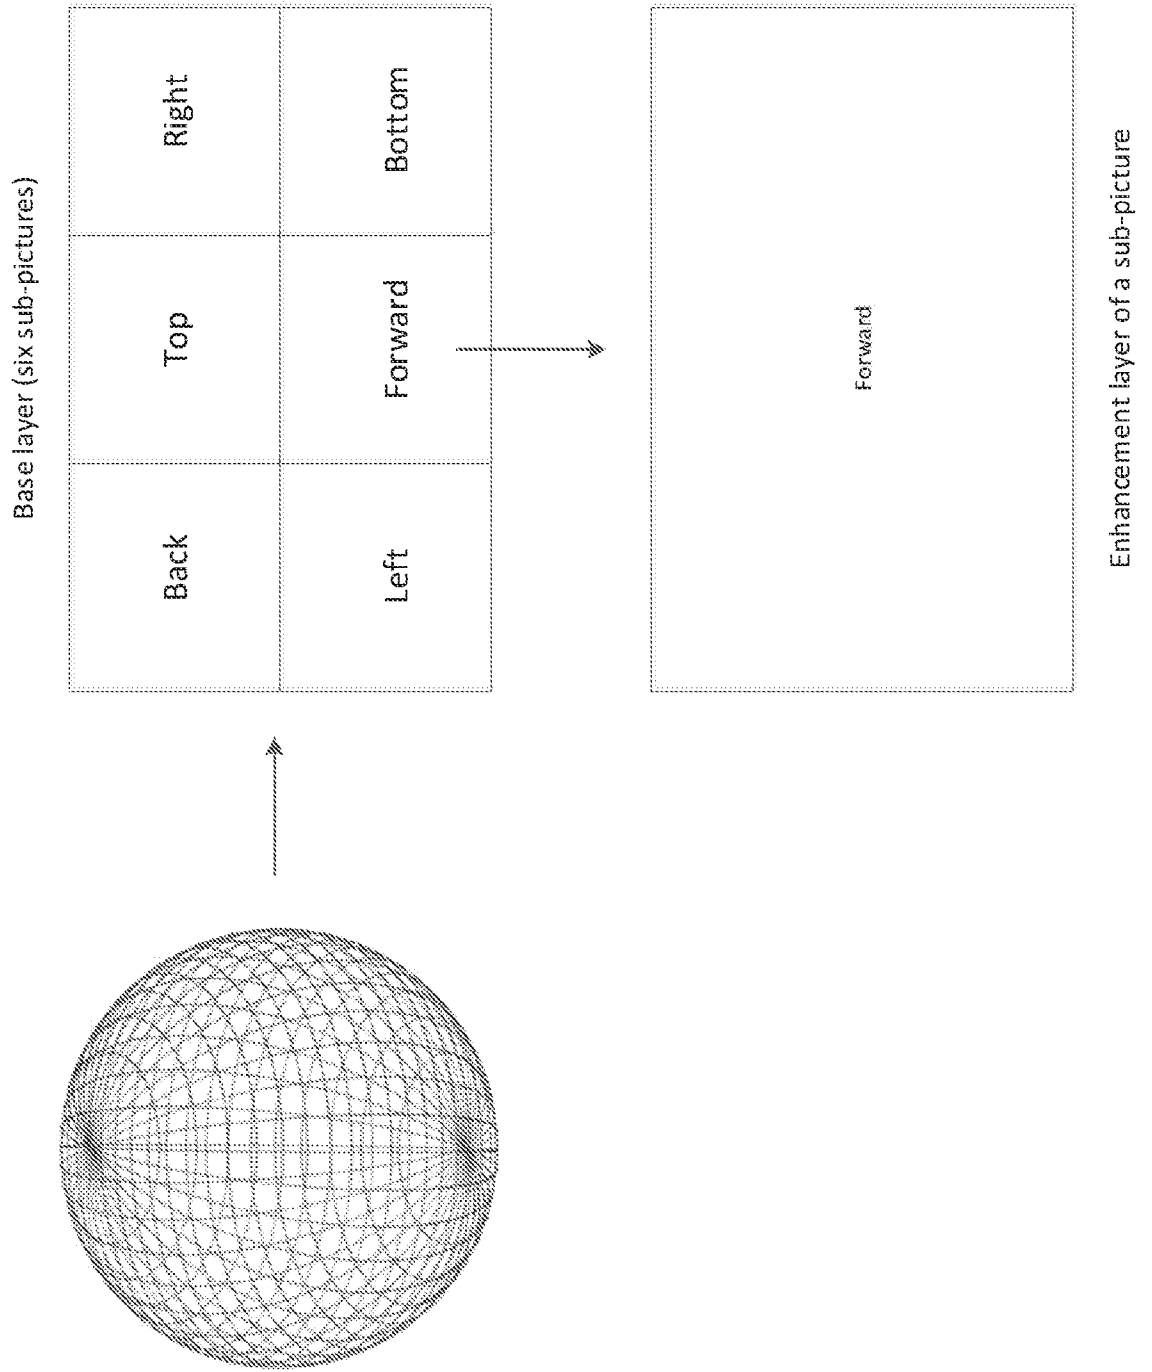 Base layer (six sub-pictures)
Back
Top
Right
Left
Forward
Bottom
Forward
Enhancement layer of a sub-picture